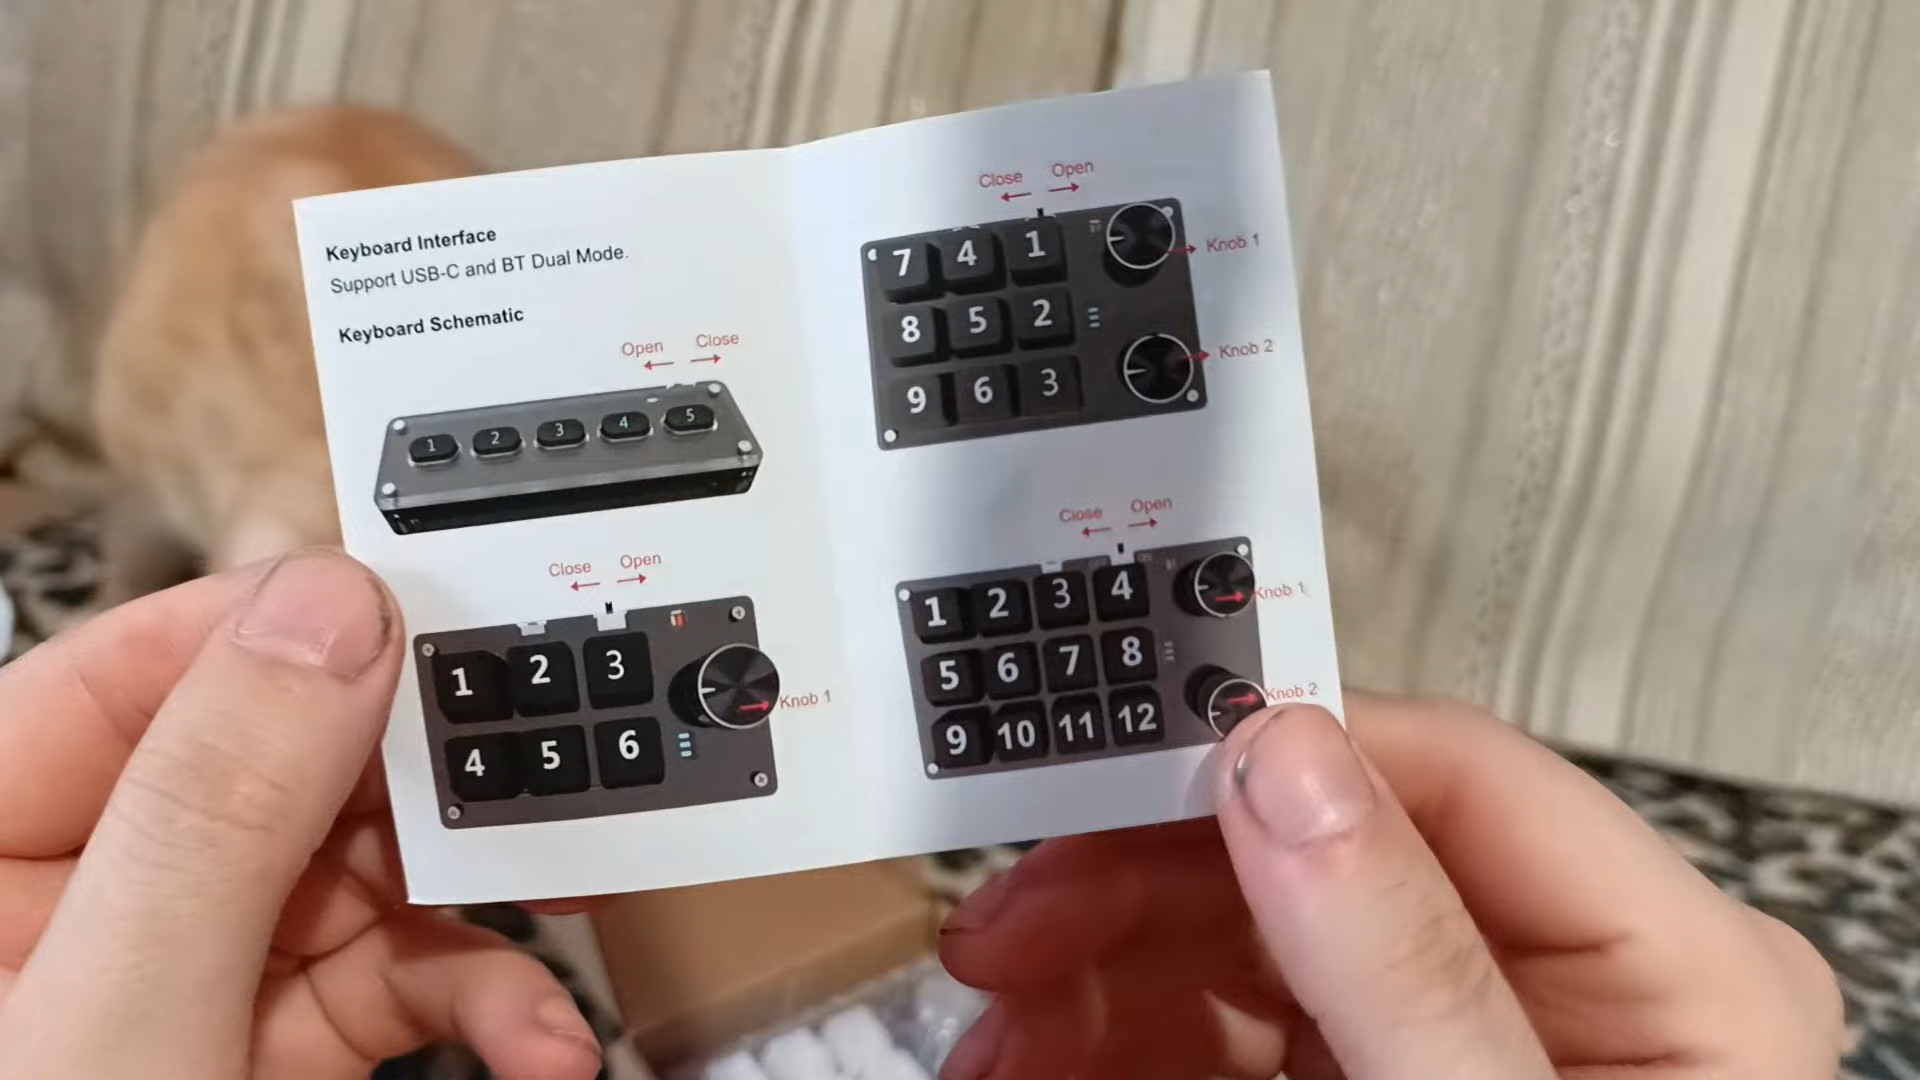 Keyboard Interface
Support USB-C and BT Dual Mode.
Keyboard Schematic
Open Close
1 2 3 4 5
Close Open
1 2 3
Knob 1
4 5 6
Close Open
7 4 1
Knob 1
8 5 2
Knob 2
9 6 3
Close Open
1 2 3 4
Knob 1
5 6 7 8
Knob 2
9 10 11 12